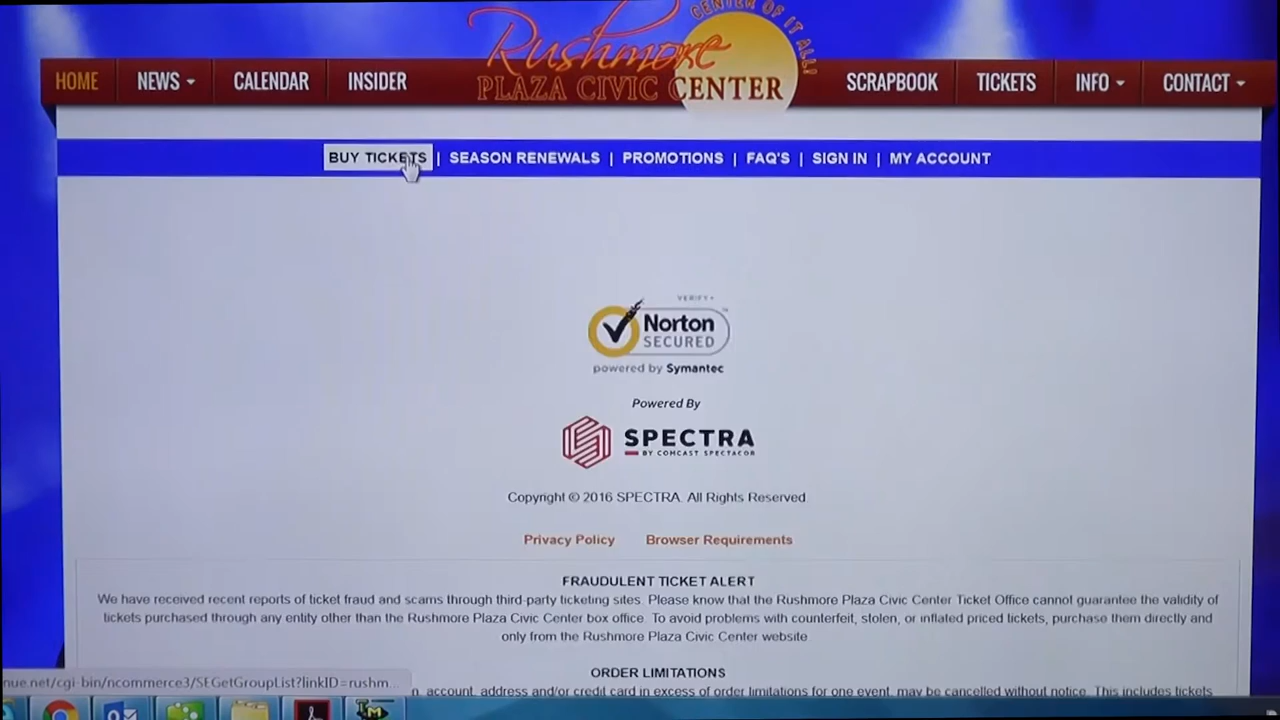 CENTER OF IT ALL!
Rushmore
PLAZA CIVIC CENTER
HOME NEWS CALENDAR INSIDER SCRAPBOOK TICKETS INFO CONTACT
BUY TICKETS | SEASON RENEWALS | PROMOTIONS | FAQ'S | SIGN IN | MY ACCOUNT
VERIFY
Norton
SECURED
powered by Symantec
Powered By
SPECTRA
BY COMCAST SPECTACOR
Copyright © 2016 SPECTRA. All Rights Reserved
Privacy Policy Browser Requirements
FRAUDULENT TICKET ALERT
We have received recent reports of ticket fraud and scams through third-party ticketing sites. Please know that the Rushmore Plaza Civic Center Ticket Office cannot guarantee the validity of
tickets purchased through any entity other than the Rushmore Plaza Civic Center box office. To avoid problems with counterfeit, stolen, or inflated priced tickets, purchase them directly and
only from the Rushmore Plaza Civic Center website
ORDER LIMITATIONS
nue.net/cgi-bin/ncommerce3/SEGetGroupList?linkID=rushm...
n, account, address and/or credit card in excess of order limitations for one event, may be cancelled without notice. This includes tickets